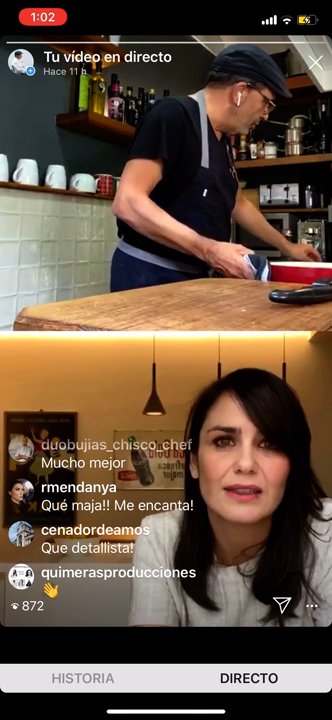 1:02
Tu vídeo en directo
Hace 11 h
duobujias_chisco_chef
Mucho mejor
rmendanya
Qué maja!! Me encanta!
cenadordeamos
Que detallista!
quimerasproducciones
👋
872
HISTORIA
DIRECTO